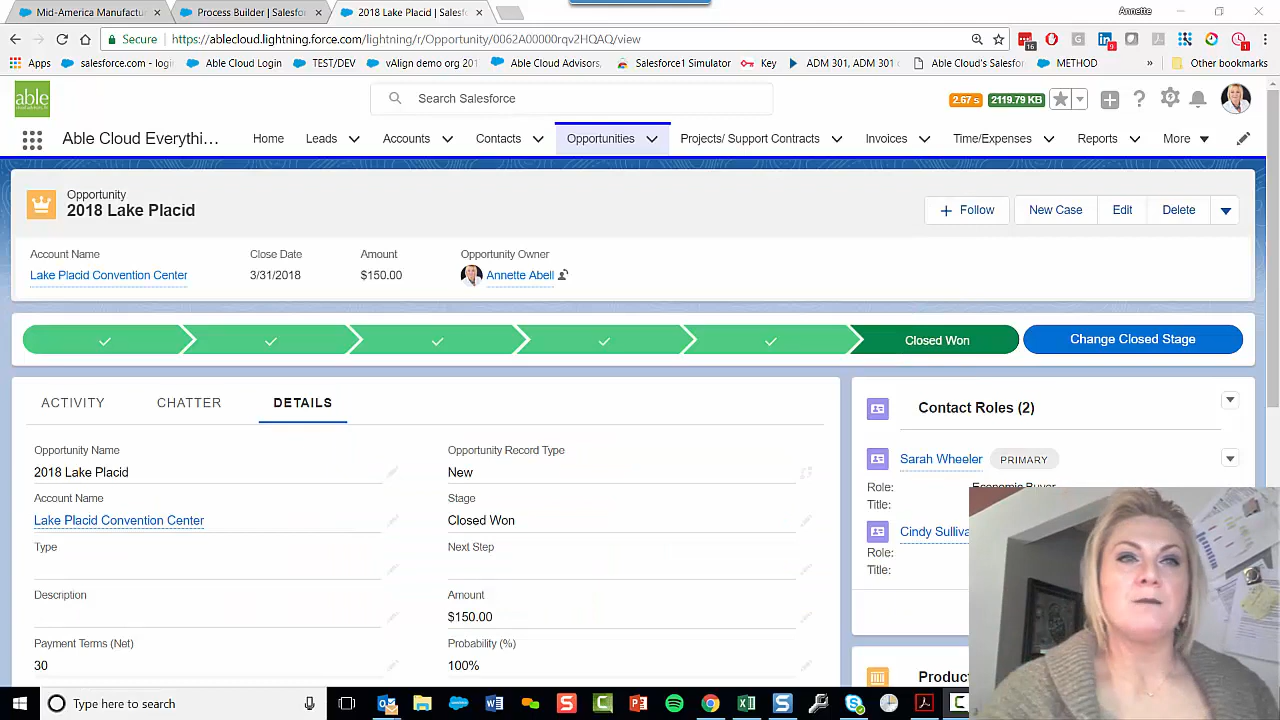 Mid-America Manufactu
Process Builder | Salesfor
2018 Lake Placid | Salesf
Annette
Secure
https://ablecloud.lightning.force.com/lightning/r/Opportunity/0062A00000rqv2HQAQ/view
16
9
1
Apps
salesforce.com - logi
Able Cloud Login
TEST/DEV
vAlign demo org 201
Able Cloud Advisors,
Salesforce1 Simulator
Key
ADM 301, ADM 301 c
Able Cloud's Salesfo
METHOD
»
Other bookmarks
able
Search Salesforce
2.67 s
2119.79 KB
Able Cloud Everythi...
Home
Leads
Accounts
Contacts
Opportunities
Projects/Support Contracts
Invoices
Time/Expenses
Reports
More
Opportunity
2018 Lake Placid
+ Follow
New Case
Edit
Delete
Account Name
Close Date
Amount
Opportunity Owner
Lake Placid Convention Center
3/31/2018
$150.00
Annette Abell
Closed Won
Change Closed Stage
ACTIVITY
CHATTER
DETAILS
Opportunity Name
2018 Lake Placid
Account Name
Lake Placid Convention Center
Type
Description
Payment Terms (Net)
30
Opportunity Record Type
New
Stage
Closed Won
Next Step
Amount
$150.00
Probability (%)
100%
Contact Roles (2)
Sarah Wheeler
PRIMARY
Role:
Economic Buyer
Title:
Cindy Sulliva
Role:
Title:
Produc
Type here to search